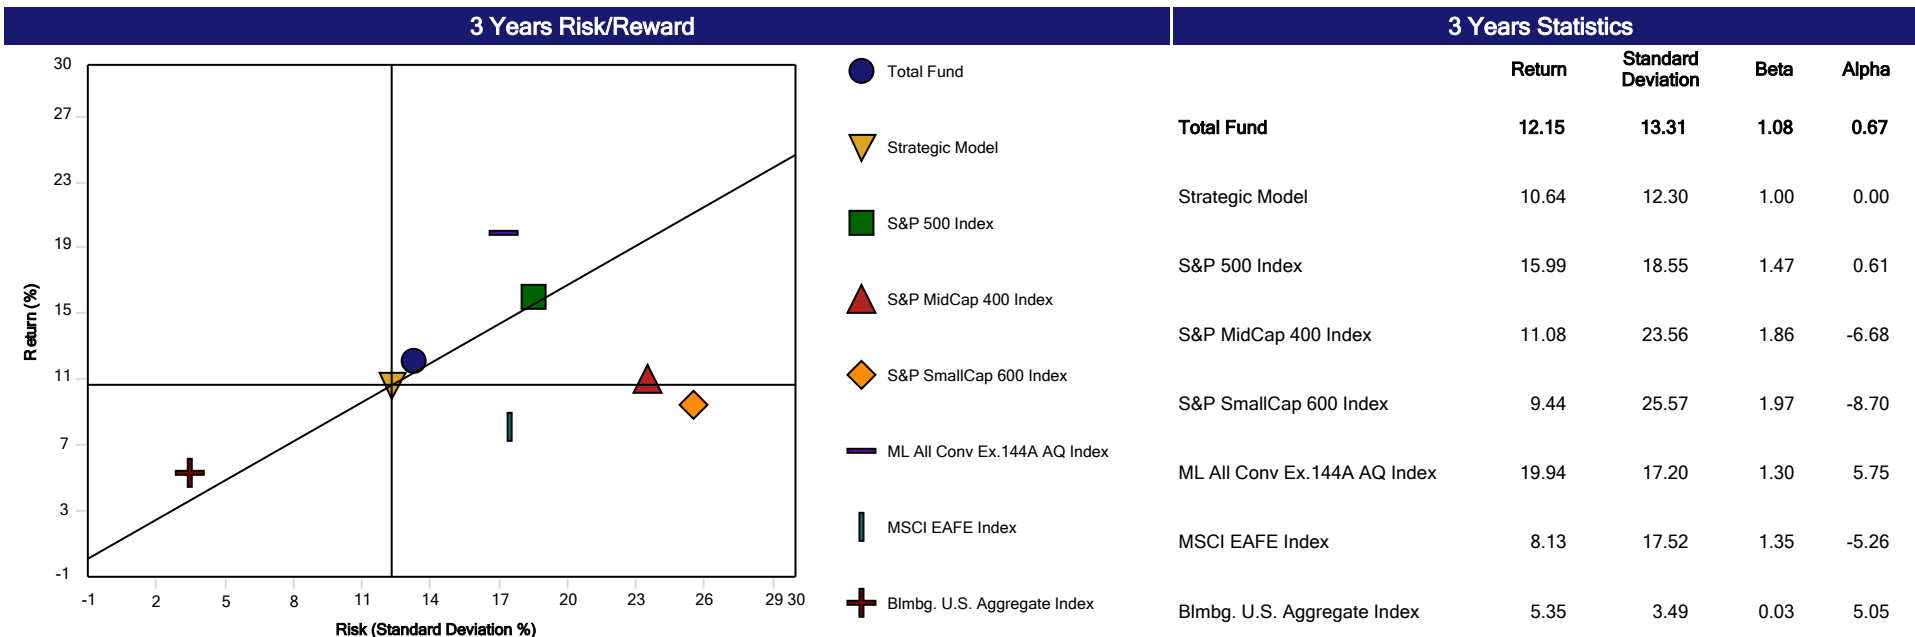 3 Years Risk/Reward
3 Years Statistics
30
27
23
19
15
11
7
3
-1
Return (%)
-1 2 5 8 11 14 17 20 23 26 29 30
Risk (Standard Deviation %)
Total Fund
Strategic Model
S&P 500 Index
S&P MidCap 400 Index
S&P SmallCap 600 Index
ML All Conv Ex.144A AQ Index
MSCI EAFE Index
Blmbg. U.S. Aggregate Index
Return Standard Deviation Beta Alpha
Total Fund 12.15 13.31 1.08 0.67
Strategic Model 10.64 12.30 1.00 0.00
S&P 500 Index 15.99 18.55 1.47 0.61
S&P MidCap 400 Index 11.08 23.56 1.86 -6.68
S&P SmallCap 600 Index 9.44 25.57 1.97 -8.70
ML All Conv Ex.144A AQ Index 19.94 17.20 1.30 5.75
MSCI EAFE Index 8.13 17.52 1.35 -5.26
Blmbg. U.S. Aggregate Index 5.35 3.49 0.03 5.05